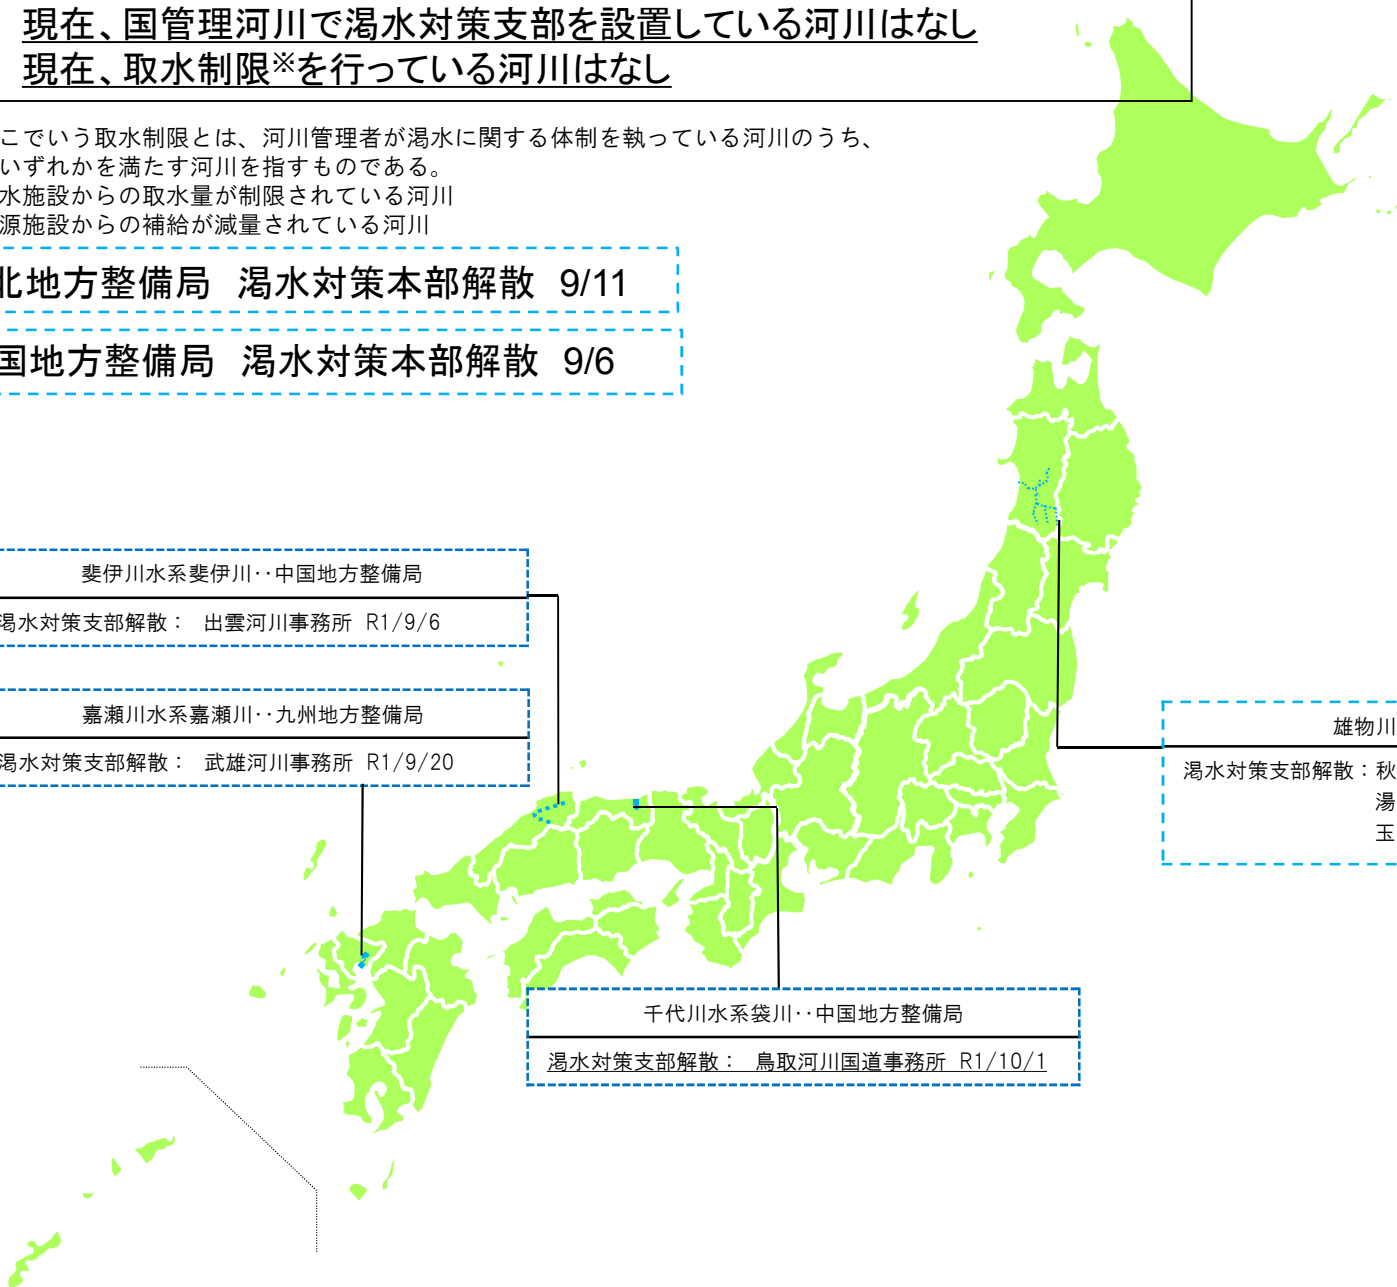 現在、国管理河川で渇水対策支部を設置している河川はなし
現在、取水制限※を行っている河川はなし
こでいう取水制限とは、河川管理者が渇水に関する体制を執っている河川のうち、
いずれかを満たす河川を指すものである。
水施設からの取水量が制限されている河川
源施設からの補給が減量されている河川
北地方整備局 渇水対策本部解散 9/11
国地方整備局 渇水対策本部解散 9/6
斐伊川水系斐伊川‥中国地方整備局
渇水対策支部解散： 出雲河川事務所 R1/9/6
嘉瀬川水系嘉瀬川‥九州地方整備局
渇水対策支部解散： 武雄河川事務所 R1/9/20
雄物川
渇水対策支部解散：秋
湯
玉
千代川水系袋川‥中国地方整備局
渇水対策支部解散： 鳥取河川国道事務所 R1/10/1